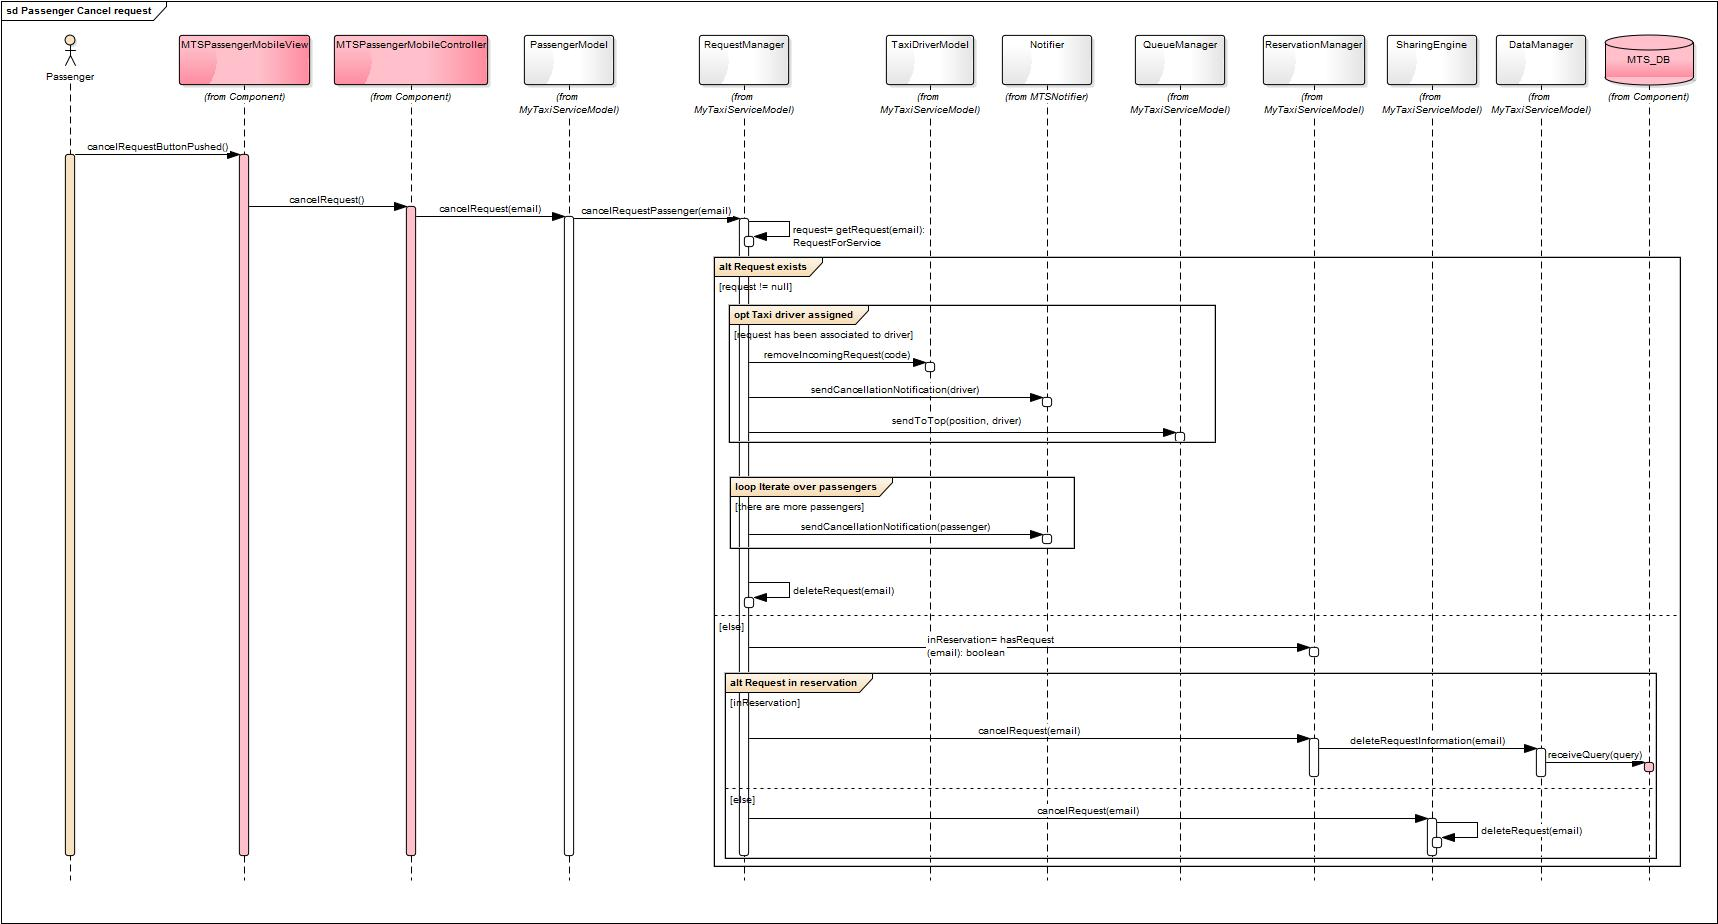 sd Passenger Cancel request
Passenger
MTSPassengerMobileView
(from Component)
MTSPassengerMobileController
(from Component)
PassengerModel
(from
MyTaxiServiceModel)
RequestManager
(from
MyTaxiServiceModel)
TaxiDriverModel
(from
MyTaxiServiceModel)
Notifier
(from MTSNotifier)
QueueManager
(from
MyTaxiServiceModel)
ReservationManager
(from
MyTaxiServiceModel)
SharingEngine
(from
MyTaxiServiceModel)
DataManager
(from
MyTaxiServiceModel)
MTS_DB
(from Component)
cancelRequestButtonPushed()
cancelRequest()
cancelRequest(email)
cancelRequestPassenger(email)
request= getRequest(email):
RequestForService
alt Request exists
[request != null]
opt Taxi driver assigned
[request has been associated to driver]
removeIncomingRequest(code)
sendCancellationNotification(driver)
sendToTop(position, driver)
loop Iterate over passengers
[there are more passengers]
sendCancellationNotification(passenger)
deleteRequest(email)
[else]
inReservation= hasRequest
(email): boolean
alt Request in reservation
[inReservation]
cancelRequest(email)
deleteRequestInformation(email)
receiveQuery(query)
[else]
cancelRequest(email)
deleteRequest(email)